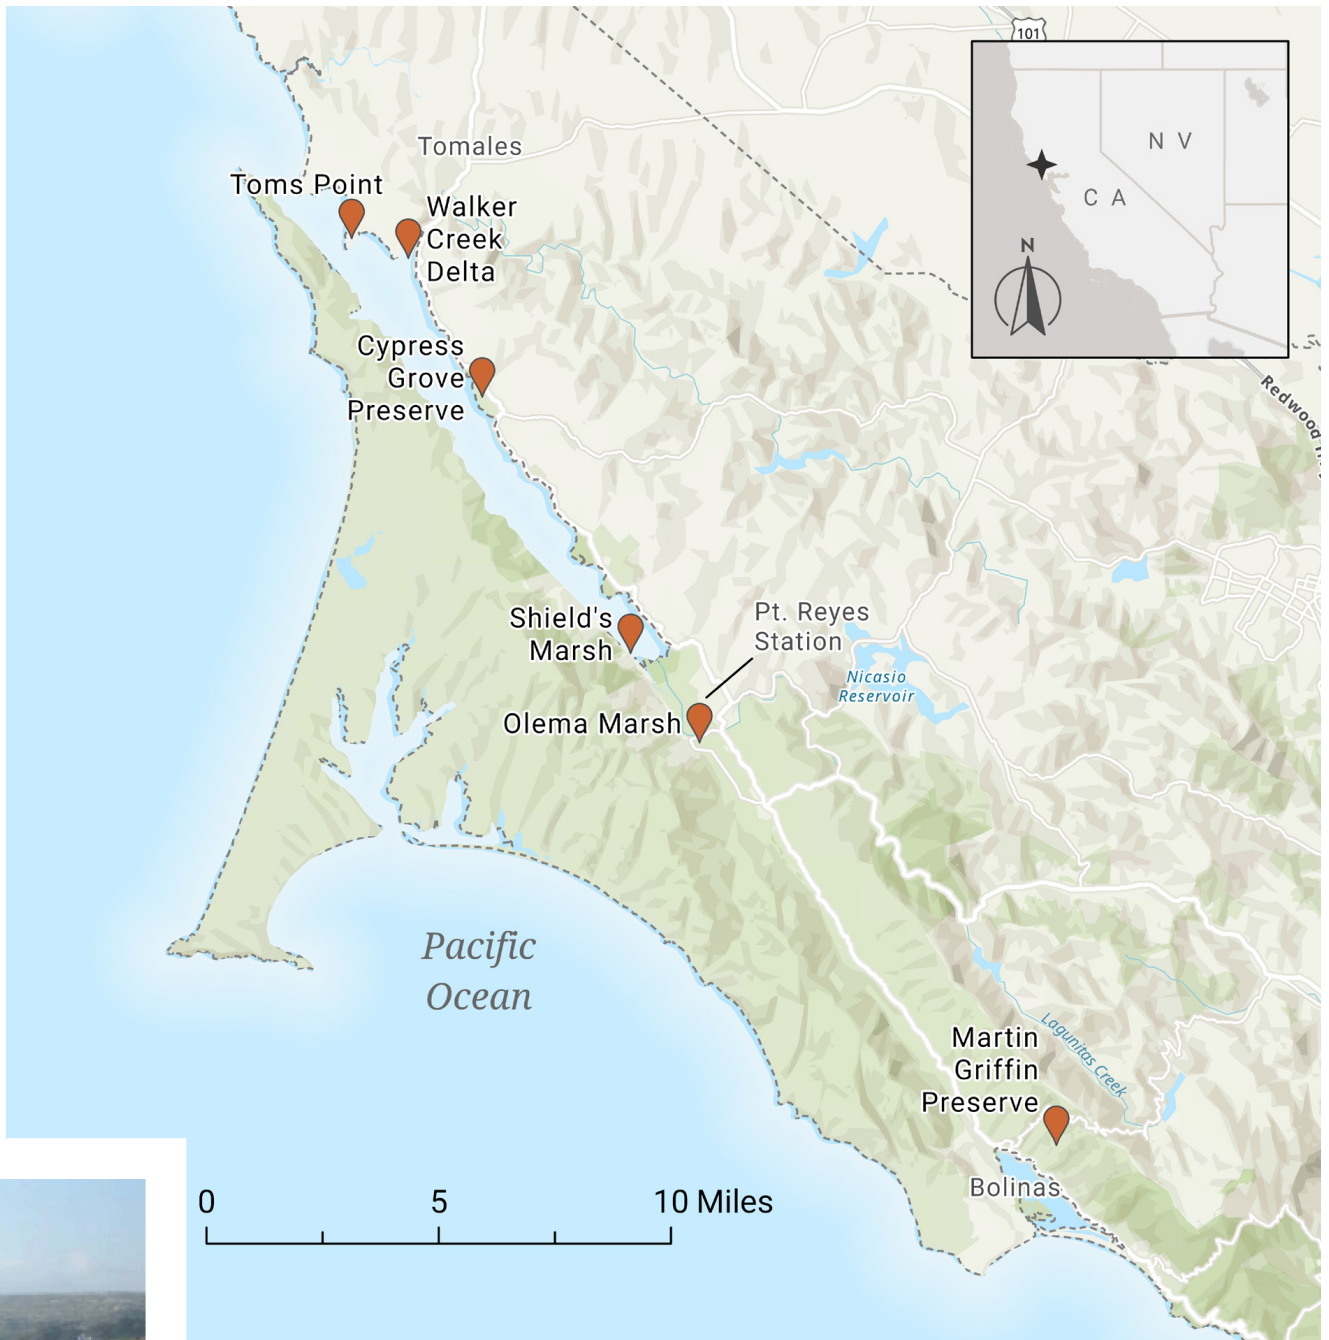 101
N V
C A
N
Tomales
Toms Point
Walker
Creek
Delta
Cypress
Grove
Preserve
Redwood
Shield's
Marsh
Pt. Reyes
Station
Nicasio
Reservoir
Olema Marsh
Pacific
Ocean
Martin
Griffin
Preserve
Lagunitas Creek
Bolinas
0 5 10 Miles